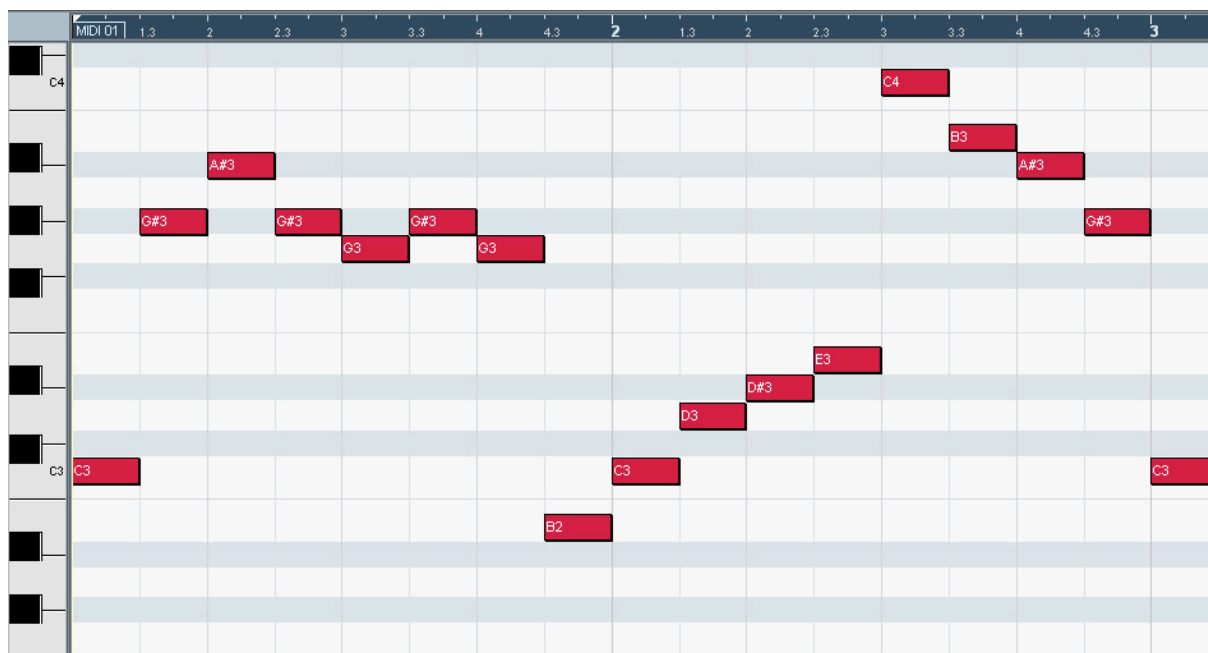 MIDI 01 1.3 2 2.3 3 3.3 4 4.3 2 1.3 2 2.3 3 3.3 4 4.3 3
C4 C4
B3
A#3 A#3
G#3 G#3 G#3 G#3
G3 G3
E3
D#3
D3
C3 C3 C3 C3
B2